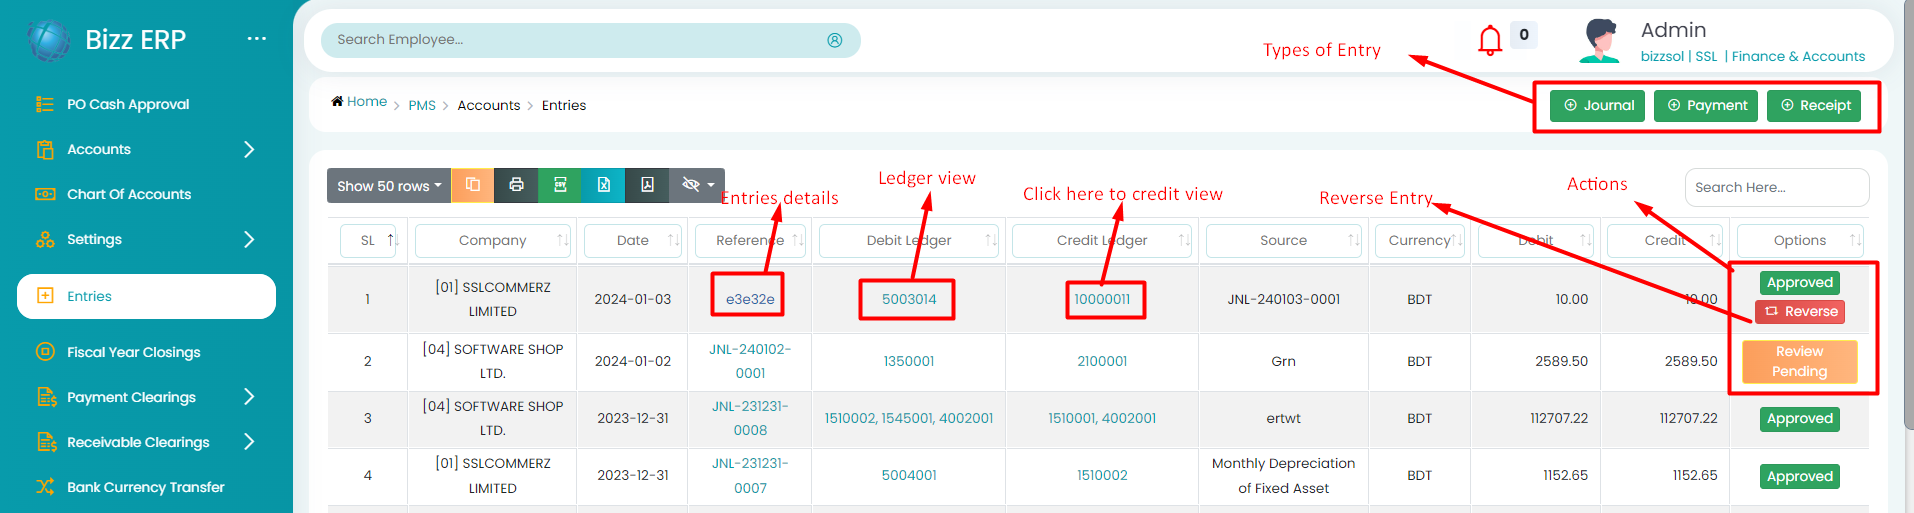 Bizz ERP ...
Search Employee...
Types of Entry
0
Admin
bizzsol | SSL | Finance & Accounts
PO Cash Approval
Accounts
Chart Of Accounts
Settings
Entries
Fiscal Year Closings
Payment Clearings
Receivable Clearings
Bank Currency Transfer
Home > PMS > Accounts > Entries
Journal
Payment
Receipt
Show 50 rows
CSV
Entries details
Ledger view
Click here to credit view
Reverse Entry
Actions
Search Here...
SL Company Date Reference Debit Ledger Credit Ledger Source Currency Debit Credit Options
1 [01] SSLCOMMERZ LIMITED 2024-01-03 e3e32e 5003014 10000011 JNL-240103-0001 BDT 10.00 10.00 Approved
Reverse
2 [04] SOFTWARE SHOP LTD. 2024-01-02 JNL-240102-0001 1350001 2100001 Grn BDT 2589.50 2589.50 Review Pending
3 [04] SOFTWARE SHOP LTD. 2023-12-31 JNL-231231-0008 1510002, 1545001, 4002001 1510001, 4002001 ertwt BDT 112707.22 112707.22 Approved
4 [01] SSLCOMMERZ LIMITED 2023-12-31 JNL-231231-0007 5004001 1510002 Monthly Depreciation of Fixed Asset BDT 1152.65 1152.65 Approved